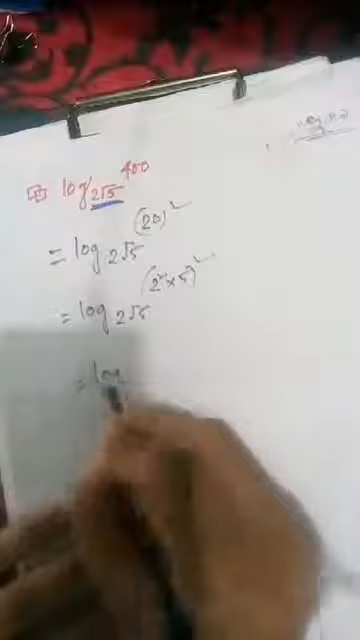 log 2√5 400
= log 2√5 (20)²
= log 2√5 (2² × 5)²
= log